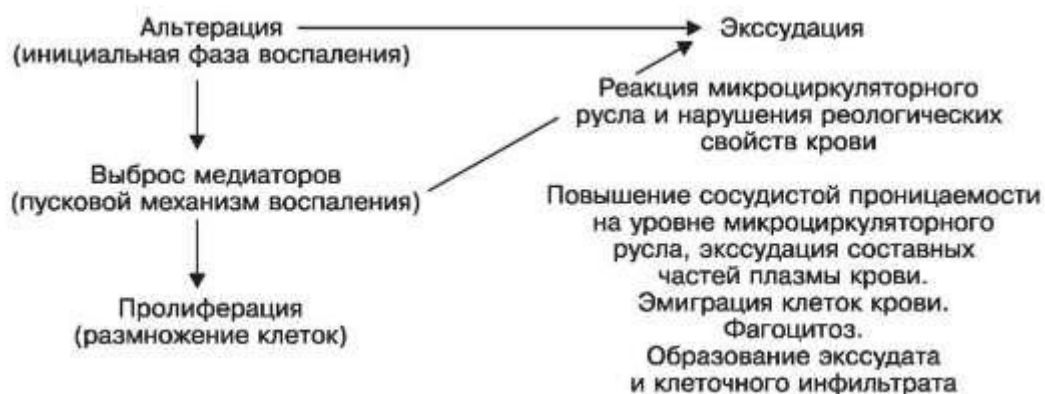 Альтерация
(инициальная фаза воспаления)
Экссудация
Реакция микроциркуляторного
русла и нарушения реологических
свойств крови
Выброс медиаторов
(пусковой механизм воспаления)
Повышение сосудистой проницаемости
на уровне микроциркуляторного
русла, экссудация составных
частей плазмы крови.
Эмиграция клеток крови.
Фагоцитоз.
Образование экссудата
и клеточного инфильтрата
Пролиферация
(размножение клеток)